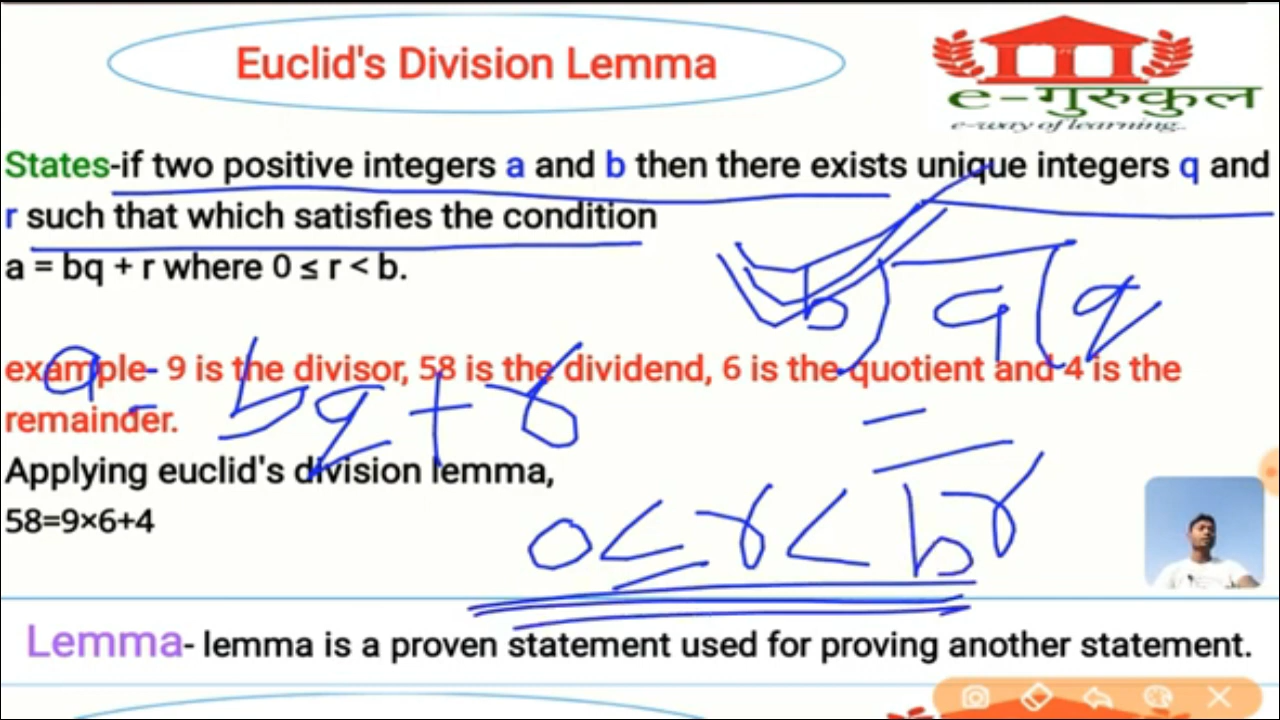 Euclid's Division Lemma
e-गुरुकुल
e-way of learning..
States-if two positive integers a and b then there exists unique integers q and
r such that which satisfies the condition
a = bq + r where 0 ≤ r < b.
b) a (q
example- 9 is the divisor, 58 is the dividend, 6 is the quotient and 4 is the
remainder.
a = bq + r
Applying euclid's division lemma,
58=9×6+4
r
0 ≤ r < b
Lemma- lemma is a proven statement used for proving another statement.